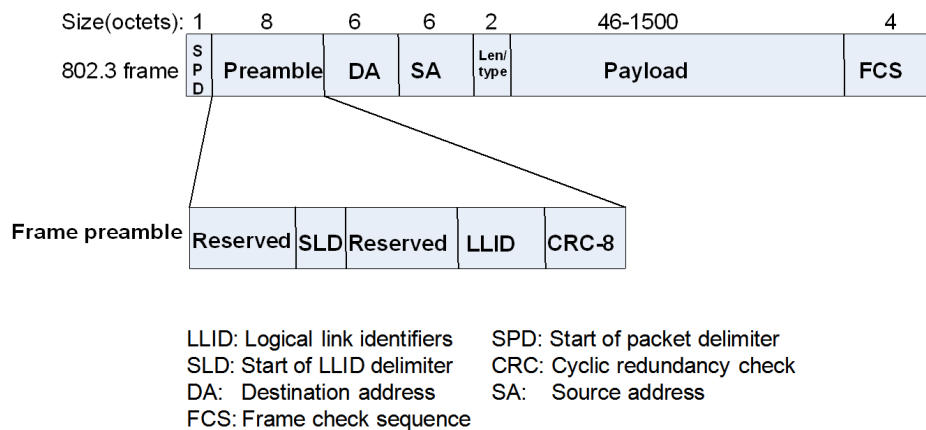 Size(octets): 1 8 6 6 2 46-1500 4
802.3 frame SPD Preamble DA SA Len/type Payload FCS
Frame preamble Reserved SLD Reserved LLID CRC-8
LLID: Logical link identifiers SPD: Start of packet delimiter
SLD: Start of LLID delimiter CRC: Cyclic redundancy check
DA: Destination address SA: Source address
FCS: Frame check sequence